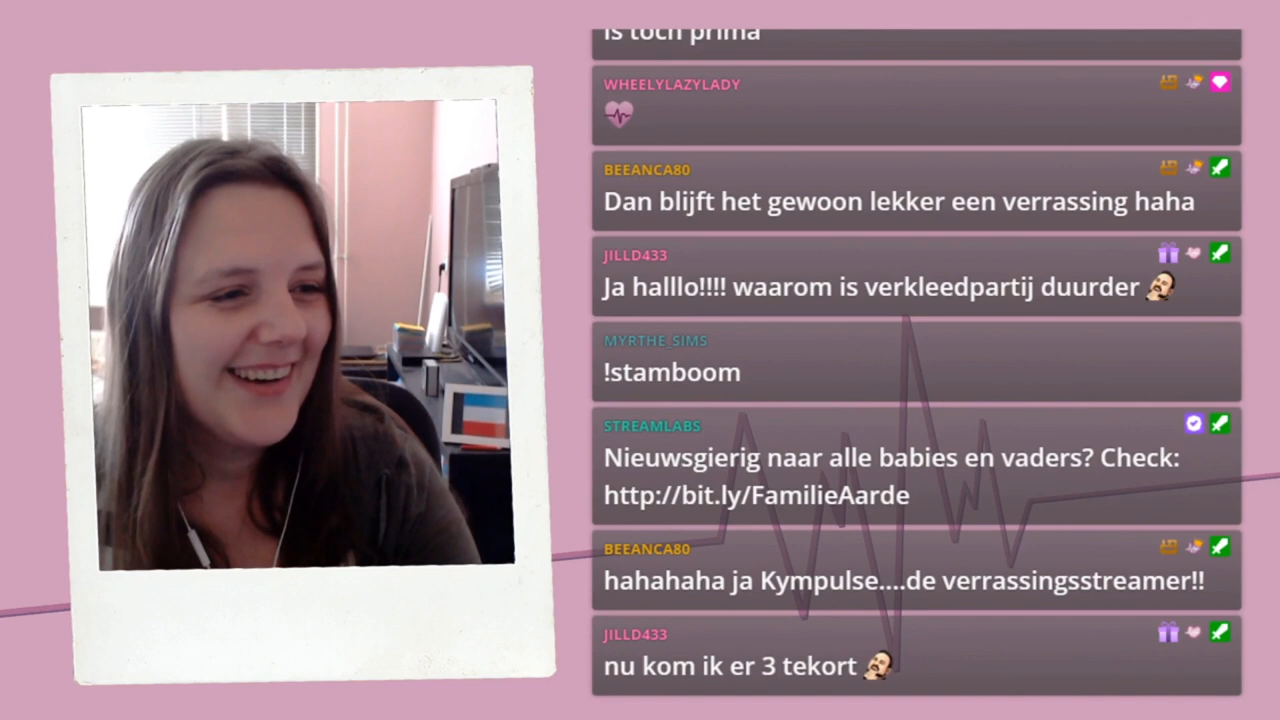 is toch prima
WHEELYLAZYLADY
BEEANCA80
Dan blijft het gewoon lekker een verrassing haha
JILLD433
Ja halllo!!!! waarom is verkleedpartij duurder
MYRTHE_SIMS
!stamboom
STREAMLABS
Nieuwsgierig naar alle babies en vaders? Check:
http://bit.ly/FamilieAarde
BEEANCA80
hahahaha ja Kympulse....de verrassingsstreamer!!
JILLD433
nu kom ik er 3 tekort